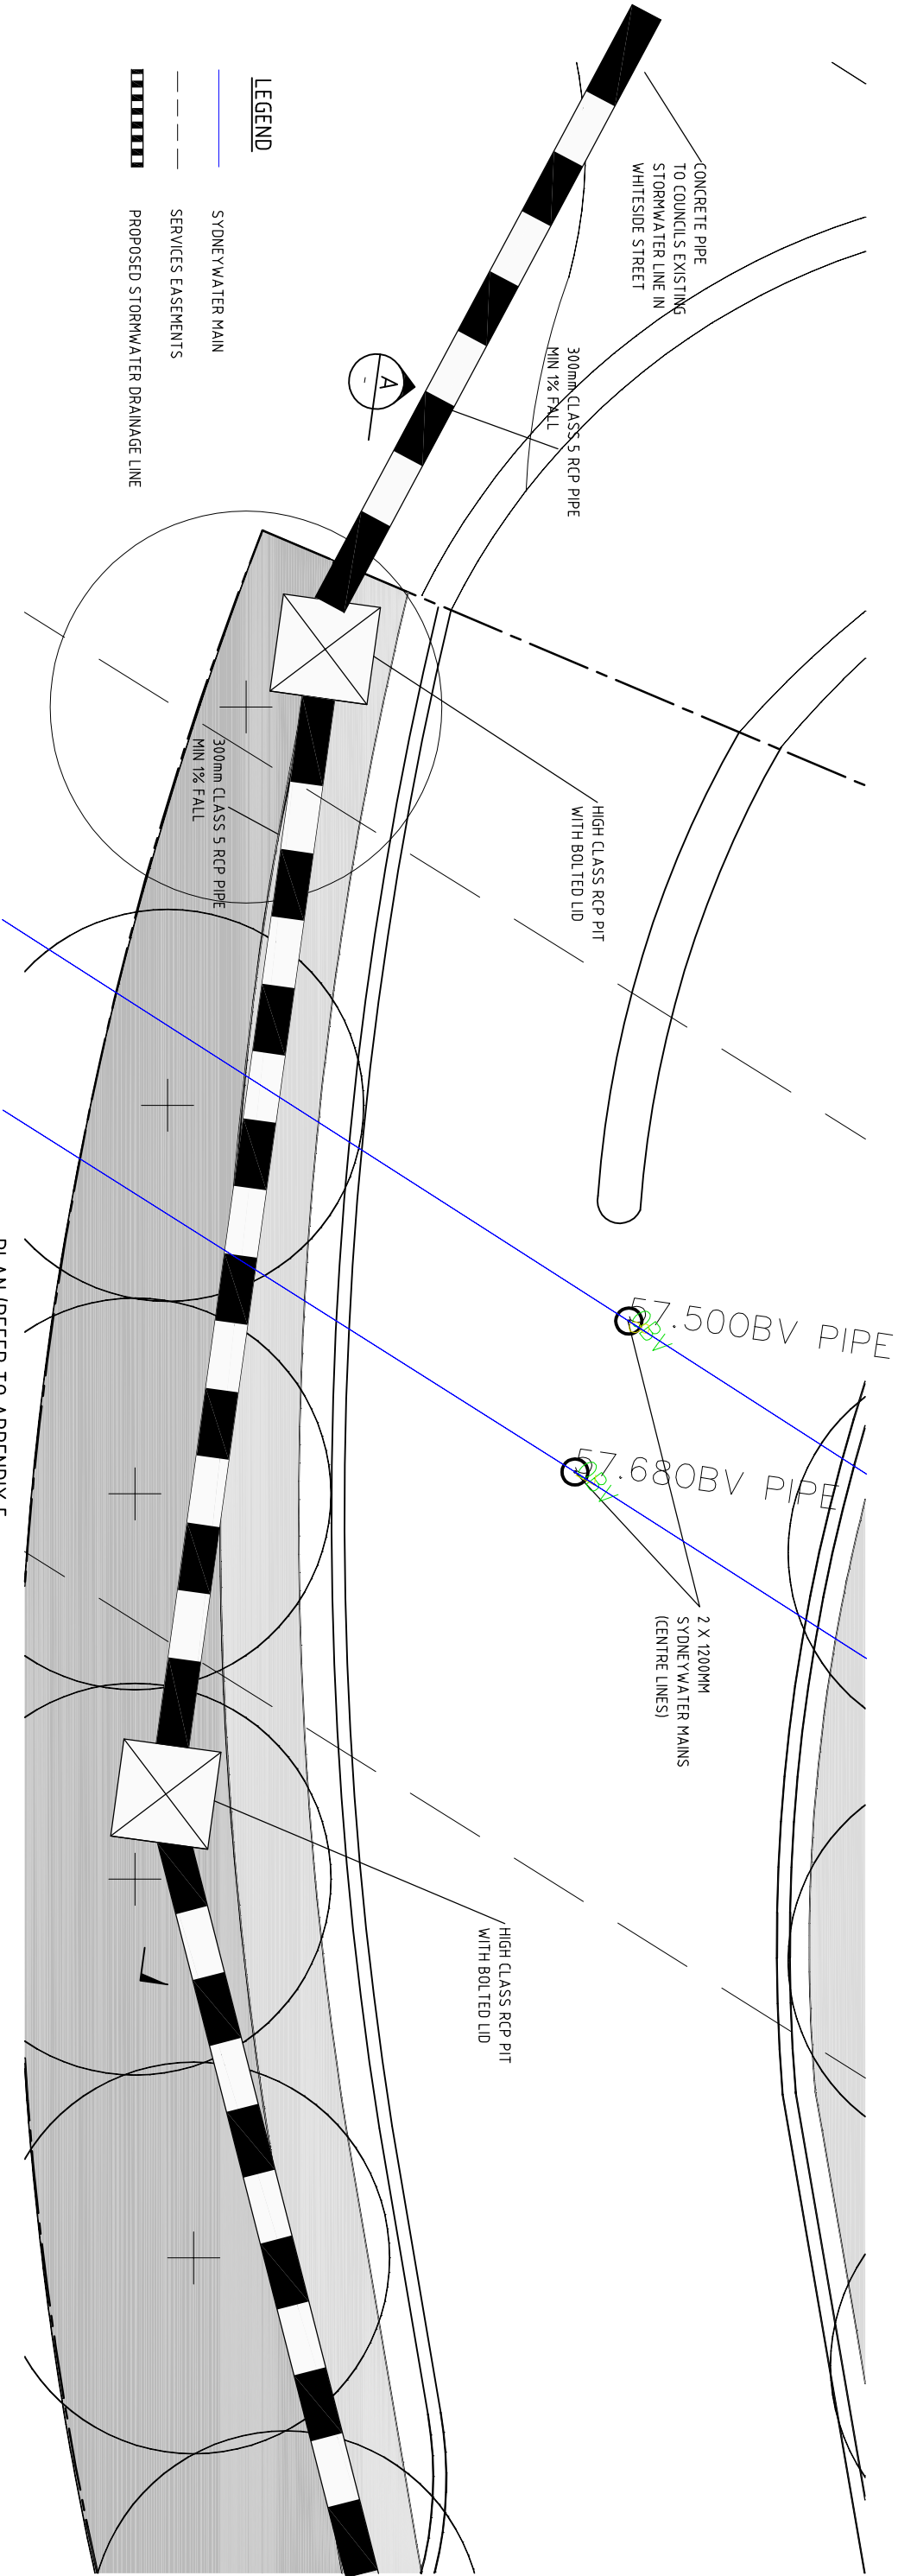 CONCRETE PIPE
TO COUNCILS EXISTING
STORMWATER LINE IN
WHITESIDE STREET
300mm CLASS 5 RCP PIPE
MIN 1% FALL
A
-
LEGEND
SYDNEYWATER MAIN
SERVICES EASEMENTS
PROPOSED STORMWATER DRAINAGE LINE
HIGH CLASS RCP PIT
WITH BOLTED LID
300mm CLASS 5 RCP PIPE
MIN 1% FALL
57.500BV PIPE
OBV
57.680BV PIPE
OBV
2 X 1200MM
SYDNEYWATER MAINS
(CENTRE LINES)
HIGH CLASS RCP PIT
WITH BOLTED LID